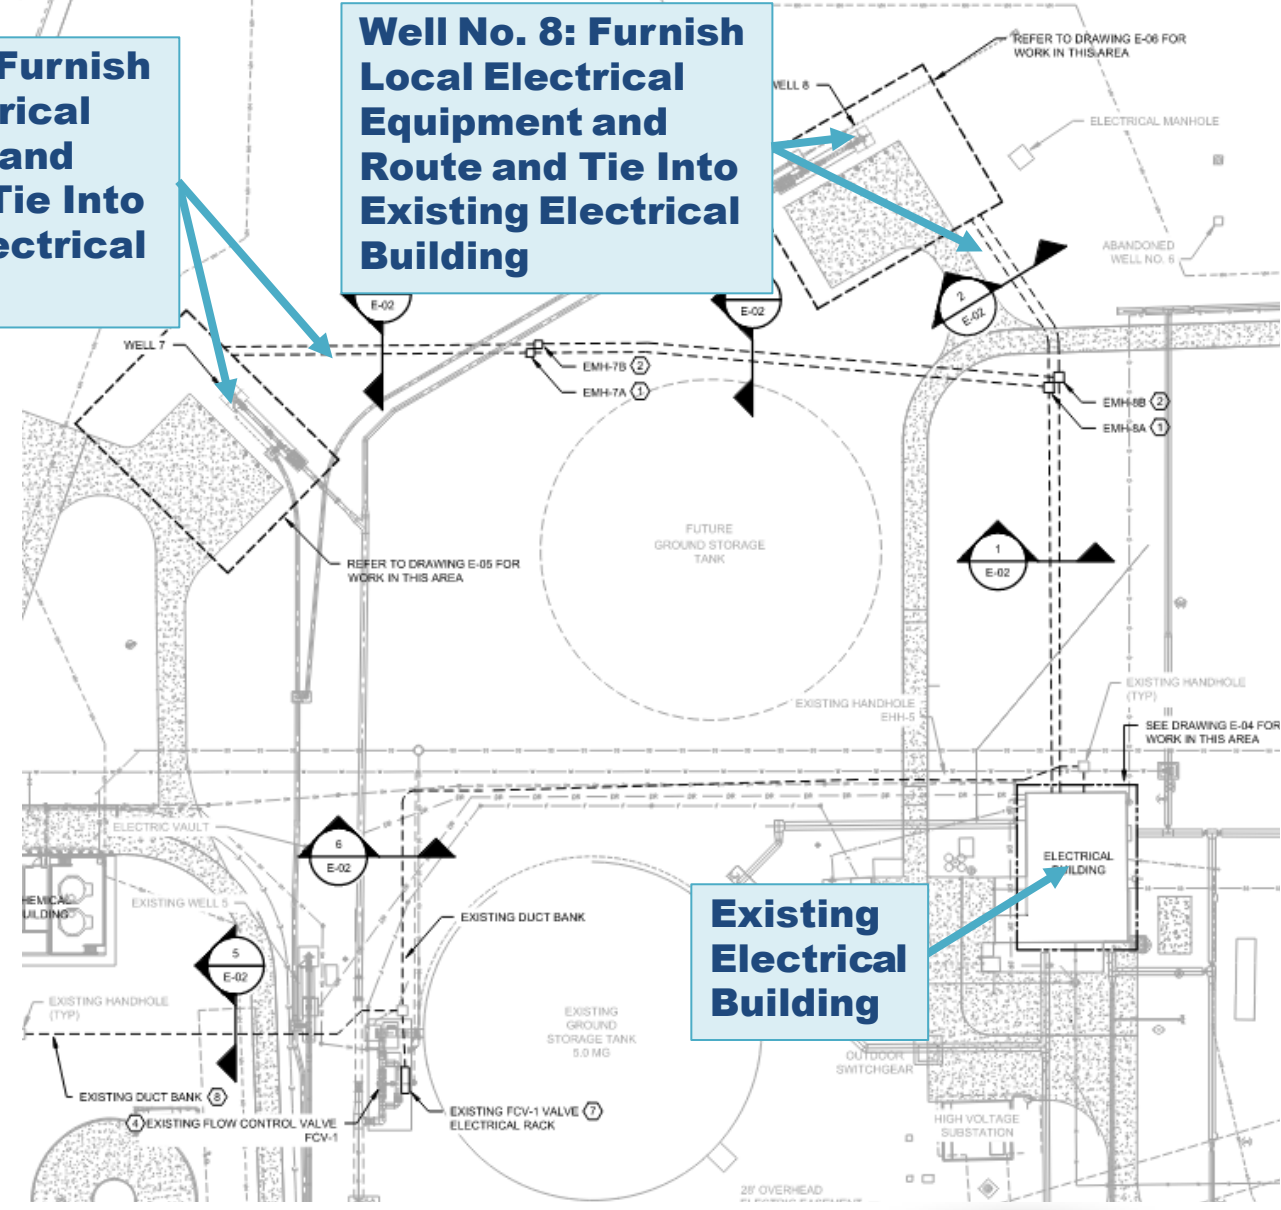 Furnish
rical
and
Tie Into
ectrical
Well No. 8: Furnish
Local Electrical
Equipment and
Route and Tie Into
Existing Electrical
Building
REFER TO DRAWING E-06 FOR
WORK IN THIS AREA
WELL 8
ELECTRICAL MANHOLE
ABANDONED
WELL NO. 6
E-02
E-02
2
E-02
WELL 7
EMH-7B 2
EMH-7A 1
EMH-8B 2
EMH-8A 1
FUTURE
GROUND STORAGE
TANK
1
E-02
REFER TO DRAWING E-05 FOR
WORK IN THIS AREA
EXISTING HANDHOLE
(TYP)
EXISTING HANDHOLE
EHH-5
SEE DRAWING E-04 FOR
WORK IN THIS AREA
ELECTRIC VAULT
6
E-02
ELECTRICAL
BUILDING
HEMICAL
UILDING
EXISTING WELL 5
EXISTING DUCT BANK
Existing
Electrical
Building
5
E-02
EXISTING HANDHOLE
(TYP)
EXISTING
GROUND
STORAGE TANK
5.0 MG
OUTDOOR
SWITCHGEAR
EXISTING DUCT BANK 8
4 EXISTING FLOW CONTROL VALVE
FCV-1
EXISTING FCV-1 VALVE 7
ELECTRICAL RACK
HIGH VOLTAGE
SUBSTATION
28' OVERHEAD
ELECTRIC EASEMENT